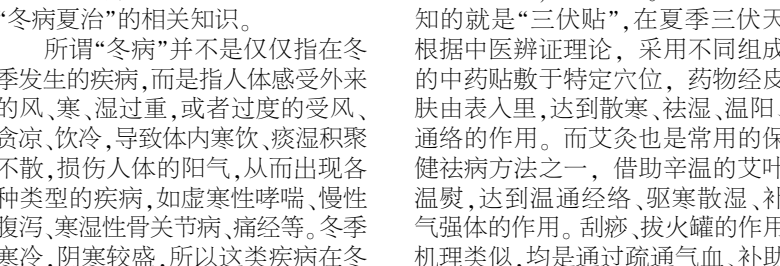 “冬病夏治”的相关知识。
所谓“冬病”并不是仅仅指在冬
季发生的疾病,而是指人体感受外来
的风、寒、湿过重,或者过度的受风、
贪凉、饮冷,导致体内寒饮、痰湿积聚
不散,损伤人体的阳气,从而出现各
种类型的疾病,如虚寒性哮喘、慢性
腹泻、寒湿性骨关节病、痛经等。冬季
寒冷,阴寒较盛,所以这类疾病在冬
知的就是“三伏贴”,在夏季三伏天
根据中医辨证理论,采用不同组成
的中药贴敷于特定穴位,药物经皮
肤由表入里,达到散寒、祛湿、温阳、
通络的作用。而艾灸也是常用的保
健祛病方法之一,借助辛温的艾叶
温熨,达到温通经络、驱寒散湿、补
气强体的作用。刮痧、拔火罐的作用
机理类似,均是通过疏通气血、补助